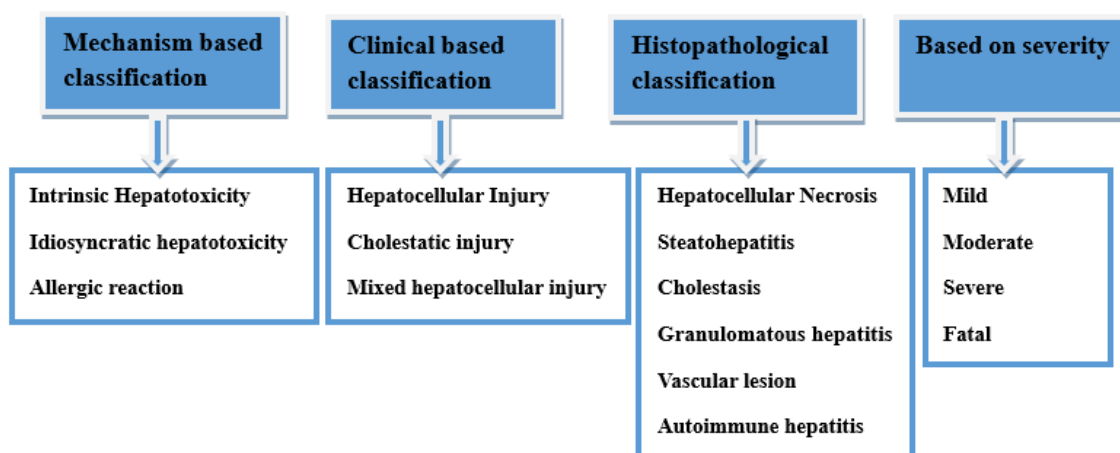 Mechanism based
classification
Clinical based
classification
Histopathological
classification
Based on severity
Intrinsic Hepatotoxicity
Idiosyncratic hepatotoxicity
Allergic reaction
Hepatocellular Injury
Cholestatic injury
Mixed hepatocellular injury
Hepatocellular Necrosis
Steatohepatitis
Cholestasis
Granulomatous hepatitis
Vascular lesion
Autoimmune hepatitis
Mild
Moderate
Severe
Fatal